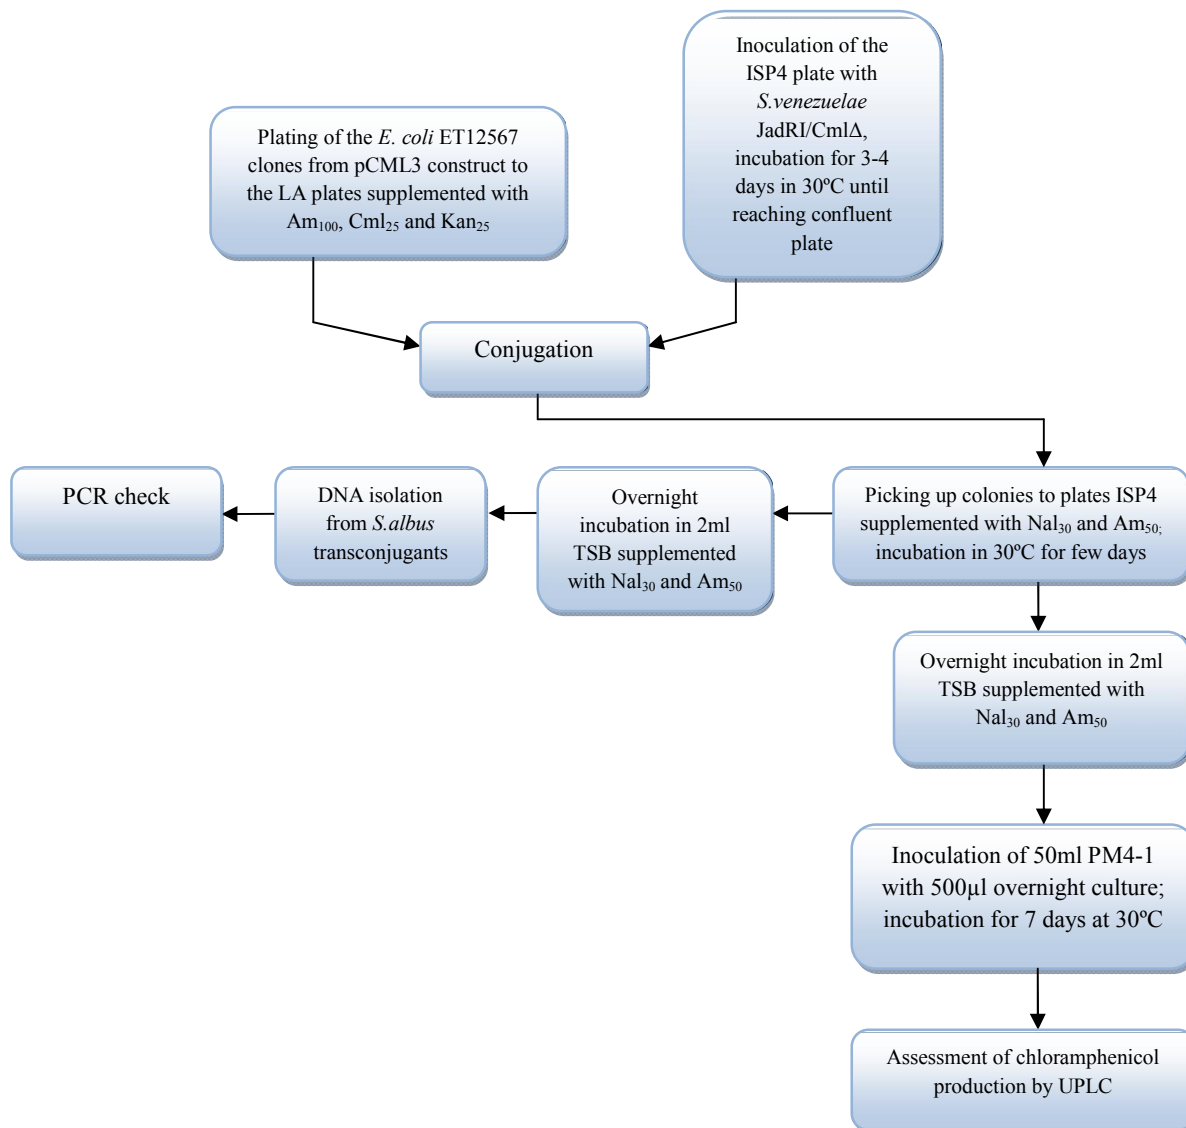 Inoculation of the
ISP4 plate with
S.venezuelae
JadRI/CmlΔ,
incubation for 3-4
days in 30ºC until
reaching confluent
plate
Plating of the E. coli ET12567
clones from pCML3 construct to
the LA plates supplemented with
Am₁₀₀, Cml₂₅ and Kan₂₅
Conjugation
PCR check
DNA isolation
from S.albus
transconjugants
Overnight
incubation in 2ml
TSB supplemented
with Nal₃₀ and Am₅₀
Picking up colonies to plates ISP4
supplemented with Nal₃₀ and Am₅₀;
incubation in 30ºC for few days
Overnight incubation in 2ml
TSB supplemented with
Nal₃₀ and Am₅₀
Inoculation of 50ml PM4-1
with 500µl overnight culture;
incubation for 7 days at 30ºC
Assessment of chloramphenicol
production by UPLC